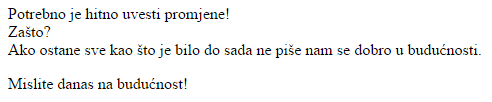 Potrebno je hitno uvesti promjene!
Zašto?
Ako ostane sve kao što je bilo do sada ne piše nam se dobro u budućnosti.
Mislite danas na budućnost!